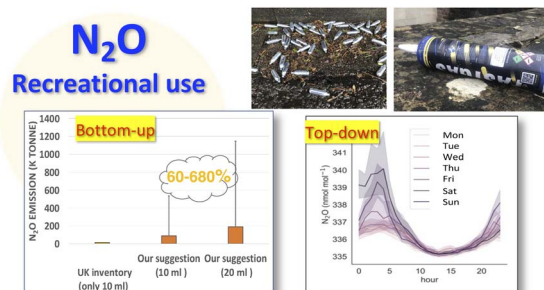 N₂O
Recreational use
SMART
Bottom-up
N₂O EMISSION (K TONNE)
1400
1200
1000
800
600
400
200
0
60-680%
UK inventory
(only 10 ml)
Our suggestion
(10 ml )
Our suggestion
(20 ml )
Top-down
N₂O (nmol mol⁻¹)
341
340
339
338
337
336
335
Mon
Tue
Wed
Thu
Fri
Sat
Sun
0
5
10
15
20
hour